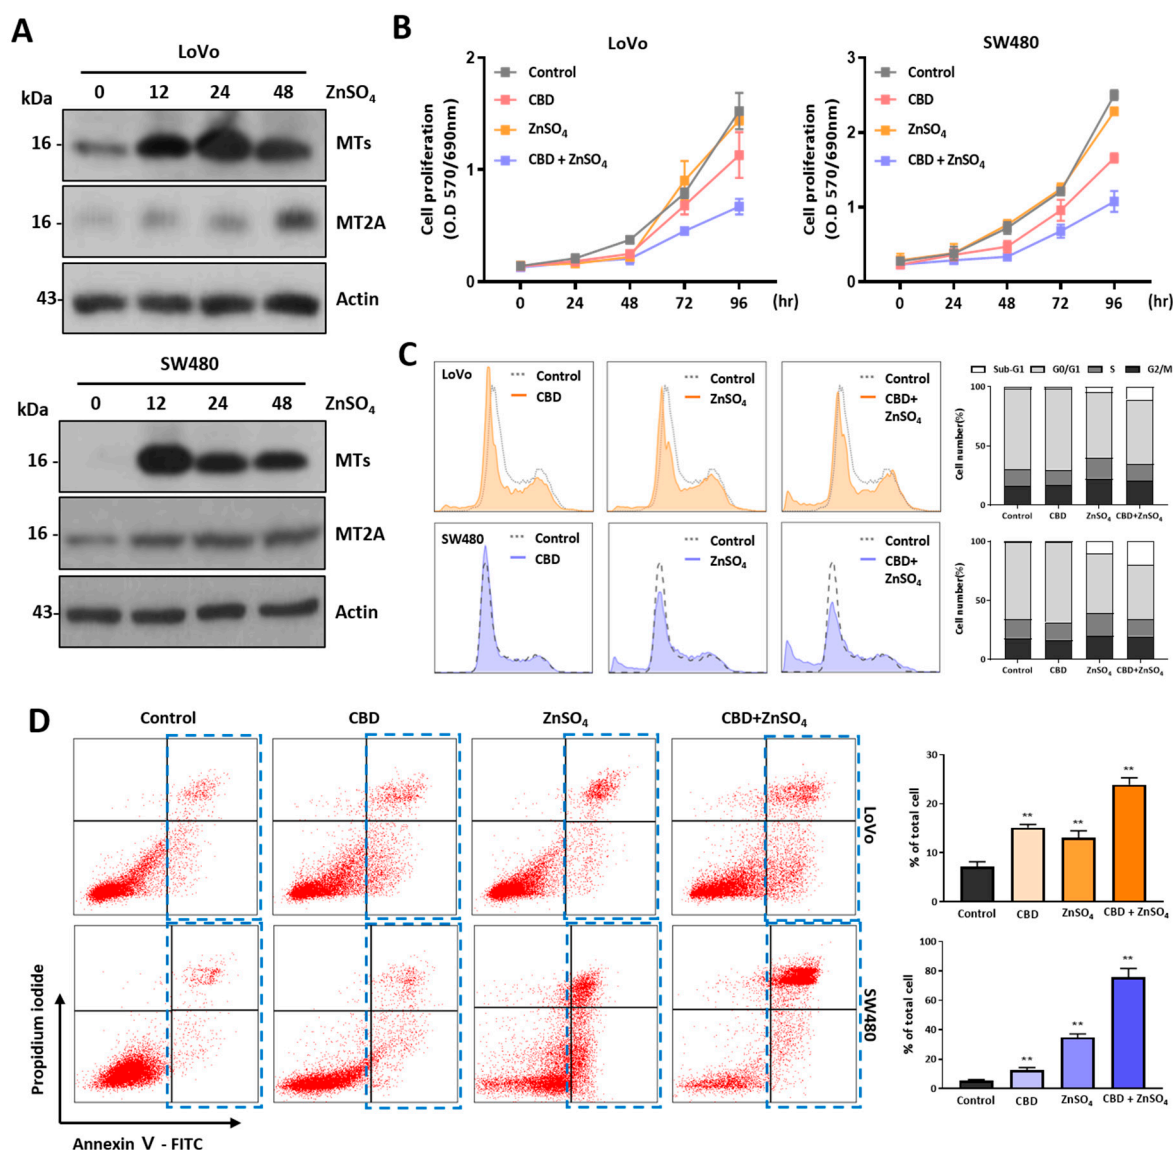 A
LoVo
kDa
0 12 24 48 ZnSO4
16 - MTs
16 - MT2A
43- Actin
SW480
kDa
0 12 24 48 ZnSO4
16 - MTs
16 - MT2A
43- Actin
B
LoVo
Cell proliferation
(O.D 570/690nm)
2
1
0
Control
CBD
ZnSO4
CBD + ZnSO4
0 24 48 72 96 (hr)
SW480
Cell proliferation
(O.D 570/690nm)
3
2
1
0
Control
CBD
ZnSO4
CBD + ZnSO4
0 24 48 72 96 (hr)
C
LoVo
Control
CBD
Control
ZnSO4
Control
CBD+
ZnSO4
SW480
Control
CBD
Control
ZnSO4
Control
CBD+
ZnSO4
Sub-G1 G0/G1 S G2/M
Cell number(%)
100
50
0
Control CBD ZnSO4 CBD+ZnSO4
Cell number(%)
100
50
0
Control CBD ZnSO4 CBD+ZnSO4
D
Control CBD ZnSO4 CBD+ZnSO4
LoVo
SW480
Propidium iodide
Annexin V - FITC
% of total cell
30
20
10
0
** ** **
Control CBD ZnSO4 CBD + ZnSO4
% of total cell
100
80
60
40
20
0
** ** **
Control CBD ZnSO4 CBD + ZnSO4